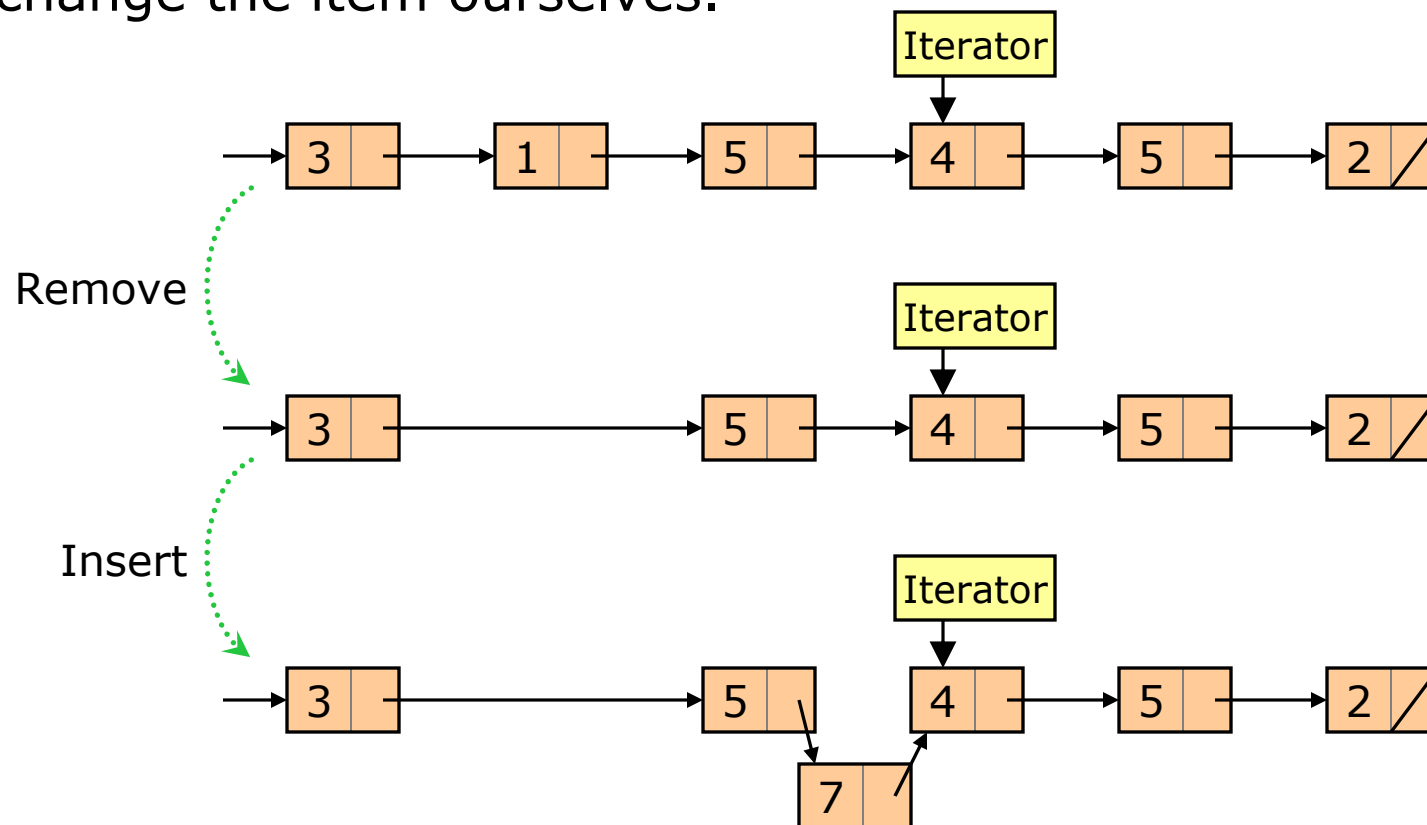 change the item ourselves.
Iterator
3 1 5 4 5 2
Remove
Iterator
3 5 4 5 2
Insert
Iterator
3 5 4 5 2
7